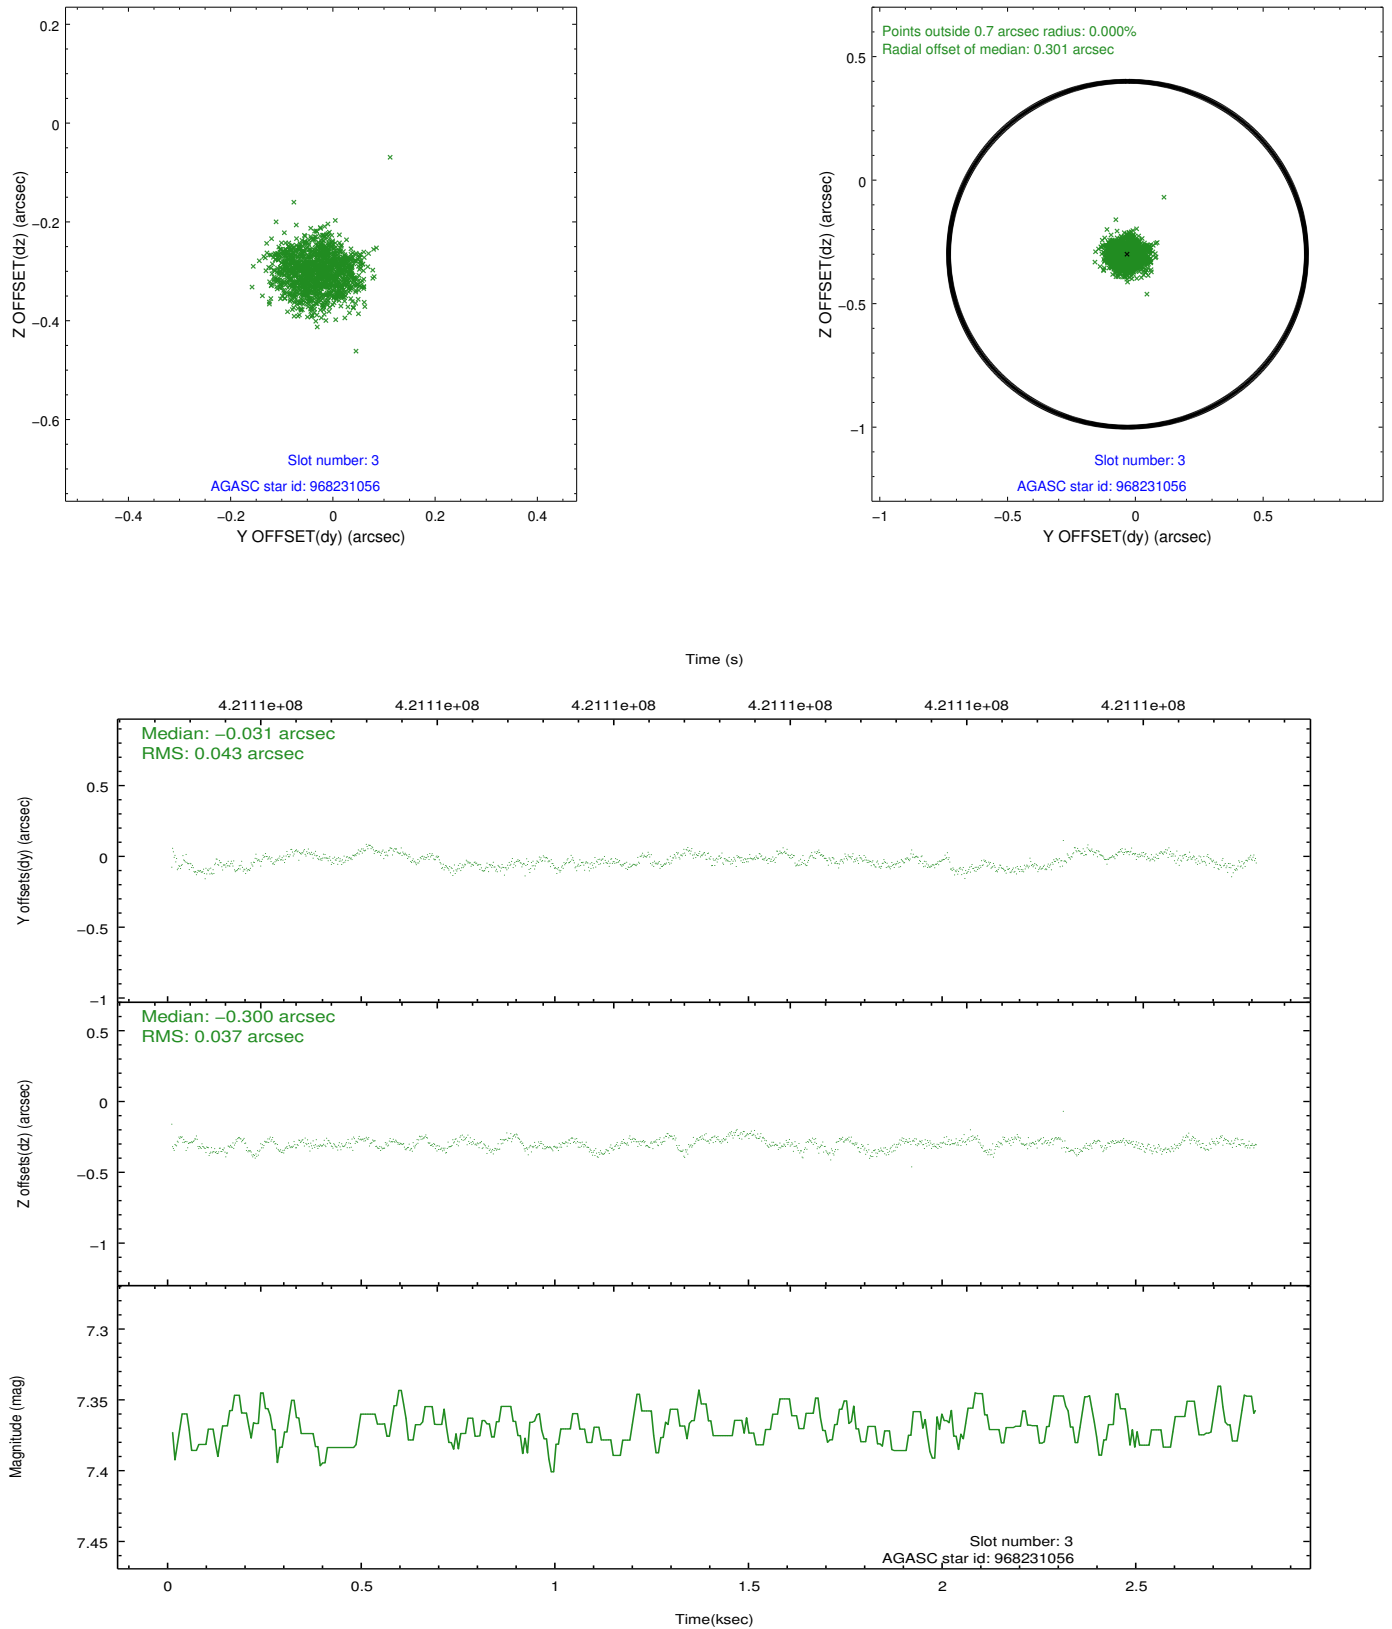 0.2
0
−0.2
−0.4
−0.6
Z OFFSET(dz) (arcsec)
Slot number: 3
AGASC star id: 968231056
−0.4 −0.2 0 0.2 0.4
Y OFFSET(dy) (arcsec)
Points outside 0.7 arcsec radius: 0.000%
Radial offset of median: 0.301 arcsec
0.5
0
−0.5
−1
Z OFFSET(dz) (arcsec)
Slot number: 3
AGASC star id: 968231056
−1 −0.5 0 0.5
Y OFFSET(dy) (arcsec)
Time (s)
4.2111e+08 4.2111e+08 4.2111e+08 4.2111e+08 4.2111e+08 4.2111e+08
Median: −0.031 arcsec
RMS: 0.043 arcsec
0.5
0
−0.5
−1
Y offsets(dy) (arcsec)
Median: −0.300 arcsec
RMS: 0.037 arcsec
0.5
0
−0.5
−1
Z offsets(dz) (arcsec)
7.3
7.35
7.4
7.45
Magnitude (mag)
Slot number: 3
AGASC star id: 968231056
0 0.5 1 1.5 2 2.5
Time(ksec)